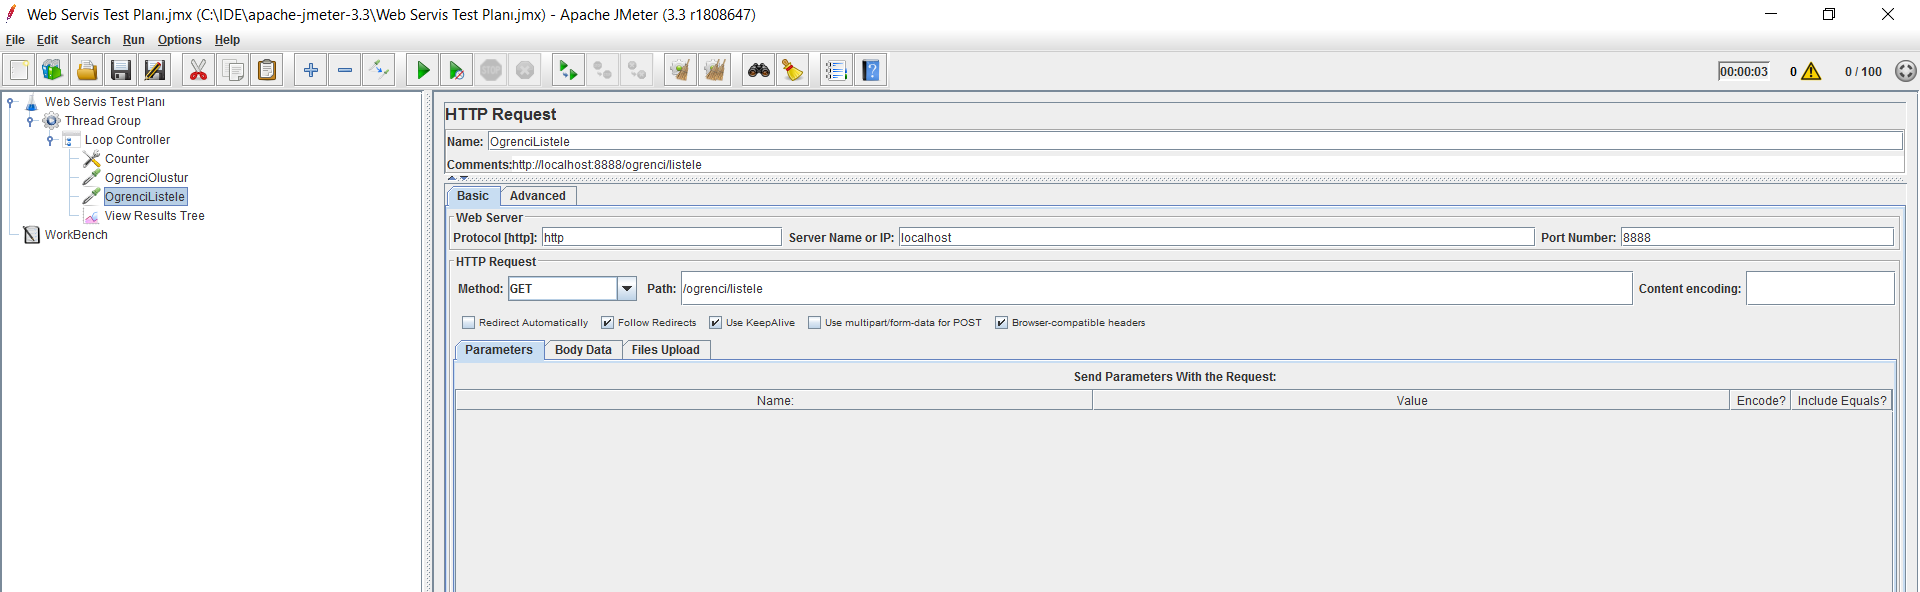 Web Servis Test Planı.jmx (C:\IDE\apache-jmeter-3.3\Web Servis Test Planı.jmx) - Apache JMeter (3.3 r1808647)
File Edit Search Run Options Help
STOP
00:00:03 0 0 / 100
Web Servis Test Planı
Thread Group
Loop Controller
Counter
OgrenciOlustur
OgrenciListele
View Results Tree
WorkBench
HTTP Request
Name: OgrenciListele
Comments: http://localhost:8888/ogrenci/listele
Basic Advanced
Web Server
Protocol [http]: http Server Name or IP: localhost Port Number: 8888
HTTP Request
Method: GET Path: /ogrenci/listele Content encoding:
Redirect Automatically Follow Redirects Use KeepAlive Use multipart/form-data for POST Browser-compatible headers
Parameters Body Data Files Upload
Send Parameters With the Request:
Name: Value Encode? Include Equals?